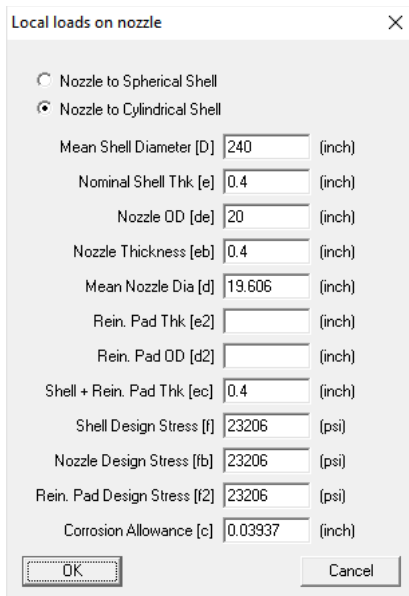 Local loads on nozzle
Nozzle to Spherical Shell
Nozzle to Cylindrical Shell
Mean Shell Diameter [D] 240 (inch)
Nominal Shell Thk [e] 0.4 (inch)
Nozzle OD [de] 20 (inch)
Nozzle Thickness [eb] 0.4 (inch)
Mean Nozzle Dia [d] 19.606 (inch)
Rein. Pad Thk [e2] (inch)
Rein. Pad OD [d2] (inch)
Shell + Rein. Pad Thk [ec] 0.4 (inch)
Shell Design Stress [f] 23206 (psi)
Nozzle Design Stress [fb] 23206 (psi)
Rein. Pad Design Stress [f2] 23206 (psi)
Corrosion Allowance [c] 0.03937 (inch)
OK Cancel